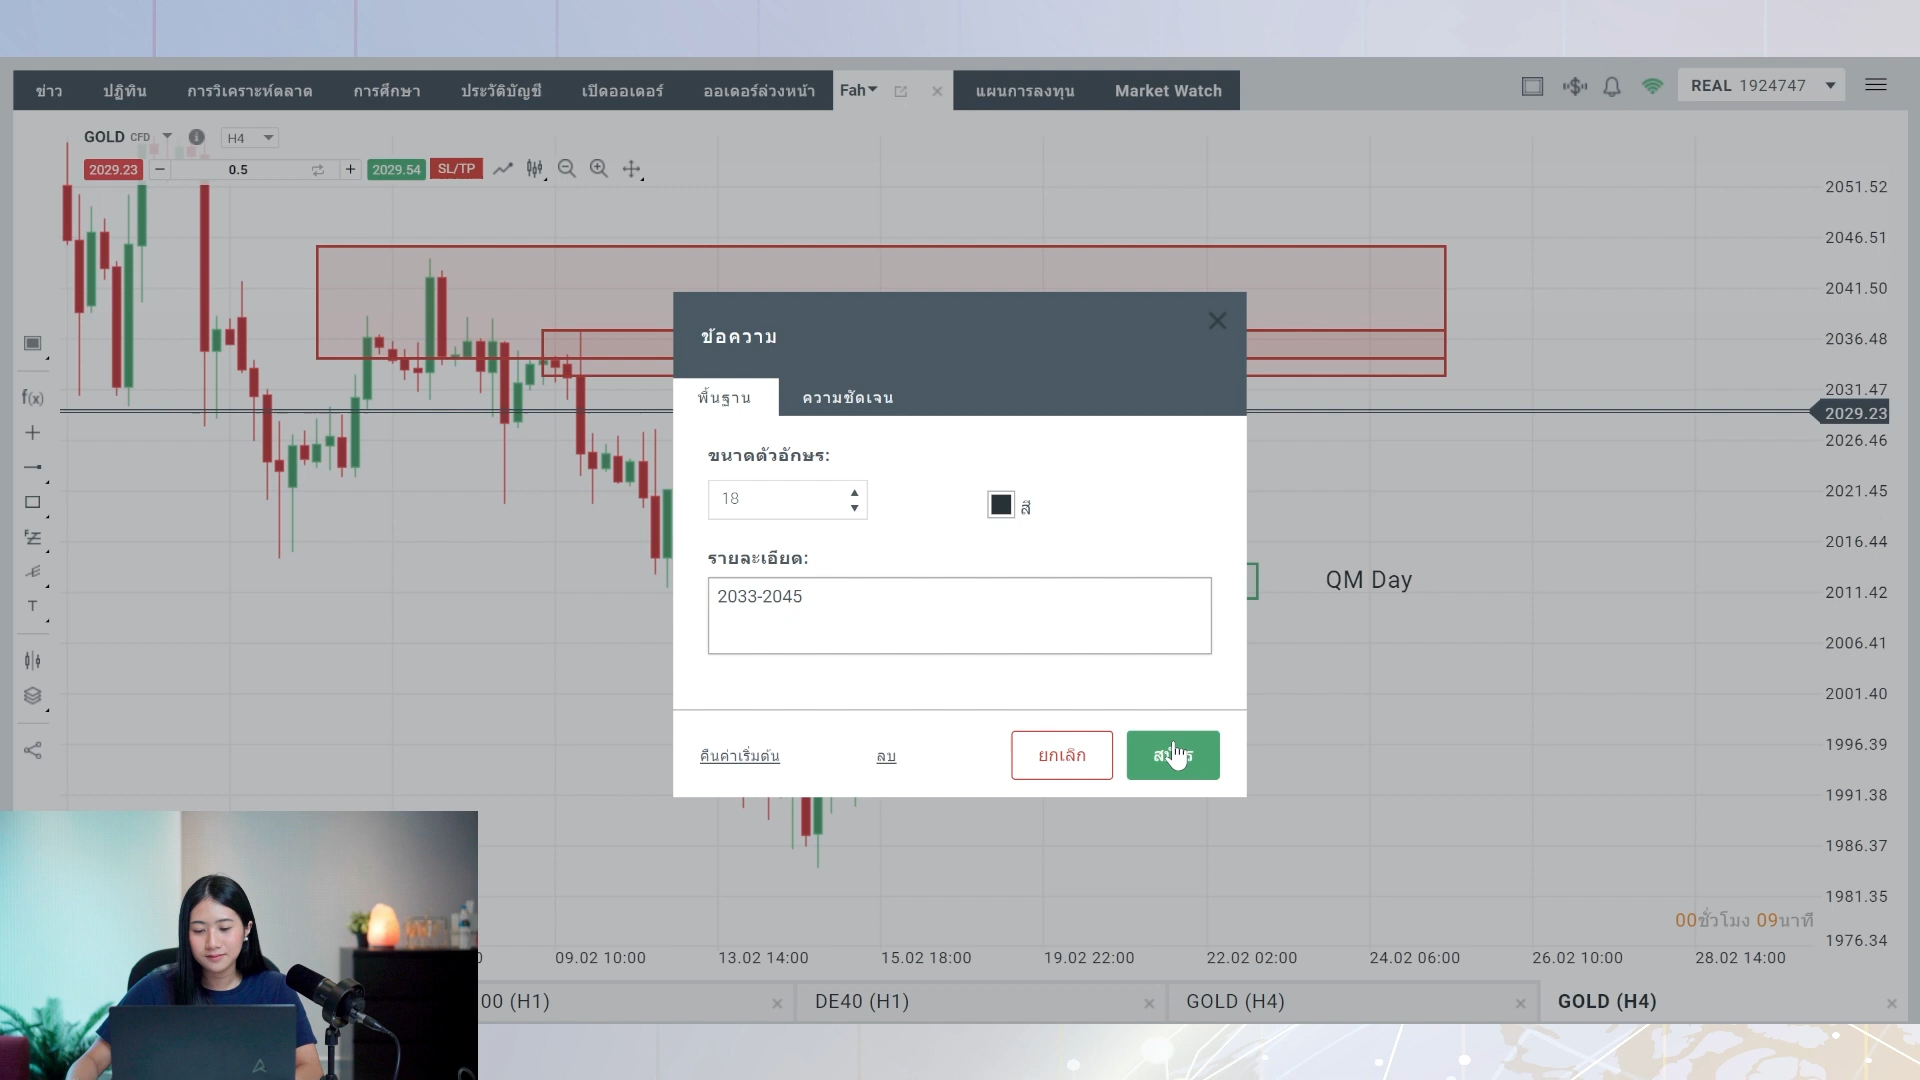 ข่าว ปฏิทิน การวิเคราะห์ตลาด การศึกษา ประวัติบัญชี เปิดออเดอร์ ออเดอร์ล่วงหน้า Fah แผนการลงทุน Market Watch REAL 1924747
GOLD CFD H4
2029.23 − 0.5 + 2029.54 SL/TP
2051.52
2046.51
2041.50
2036.48
2031.47
2029.23
2026.46
2021.45
2016.44
2011.42
2006.41
2001.40
1996.39
1991.38
1986.37
1981.35
1976.34
f(x)
T
ข้อความ
พื้นฐาน ความชัดเจน
ขนาดตัวอักษร:
18 สี
รายละเอียด:
2033-2045
คืนค่าเริ่มต้น ลบ ยกเลิก
QM Day
00ชั่วโมง 09นาที
09.02 10:00 13.02 14:00 15.02 18:00 19.02 22:00 22.02 02:00 24.02 06:00 26.02 10:00 28.02 14:00
00 (H1) DE40 (H1) GOLD (H4) GOLD (H4)